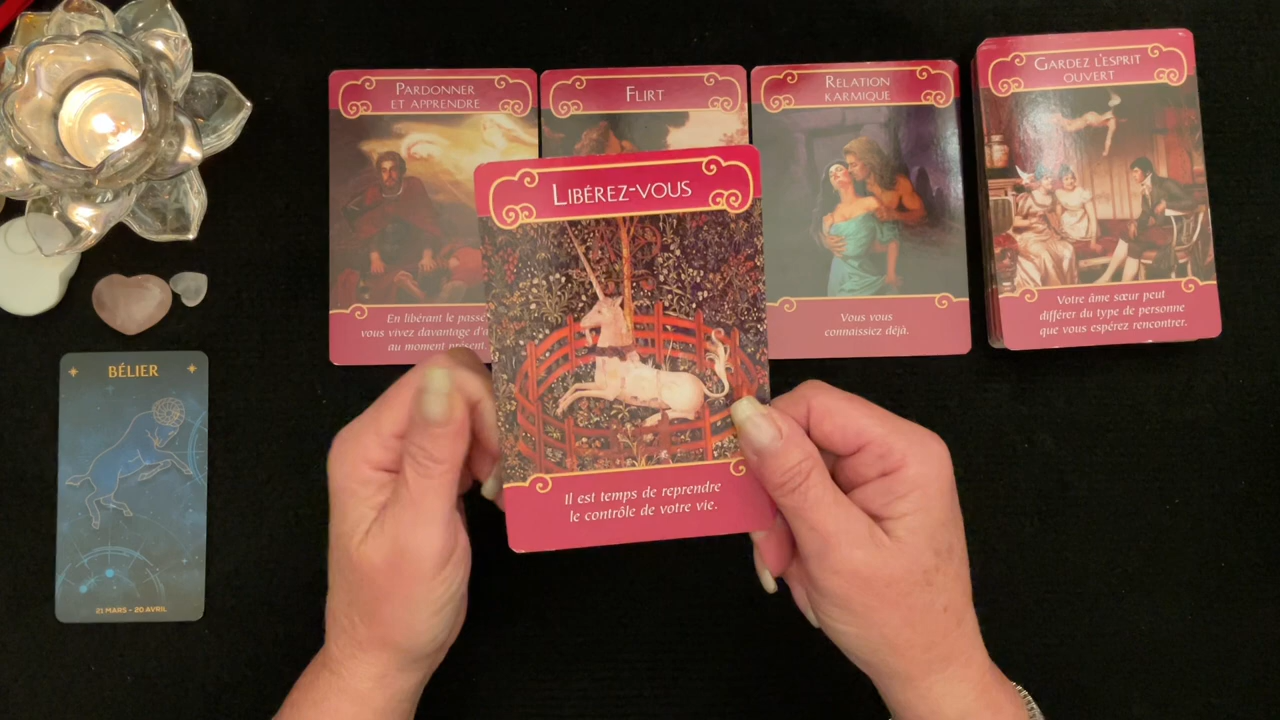 PARDONNER
ET APPRENDRE
En libérant le passé
vous vivez davantage
au moment présent.
FLIRT
RELATION
KARMIQUE
Vous vous
connaissiez déjà.
GARDEZ L'ESPRIT
OUVERT
Votre âme sœur peut
différer du type de personne
que vous espérez rencontrer.
LIBÉREZ-VOUS
Il est temps de reprendre
le contrôle de votre vie.
BÉLIER
21 MARS - 20 AVRIL